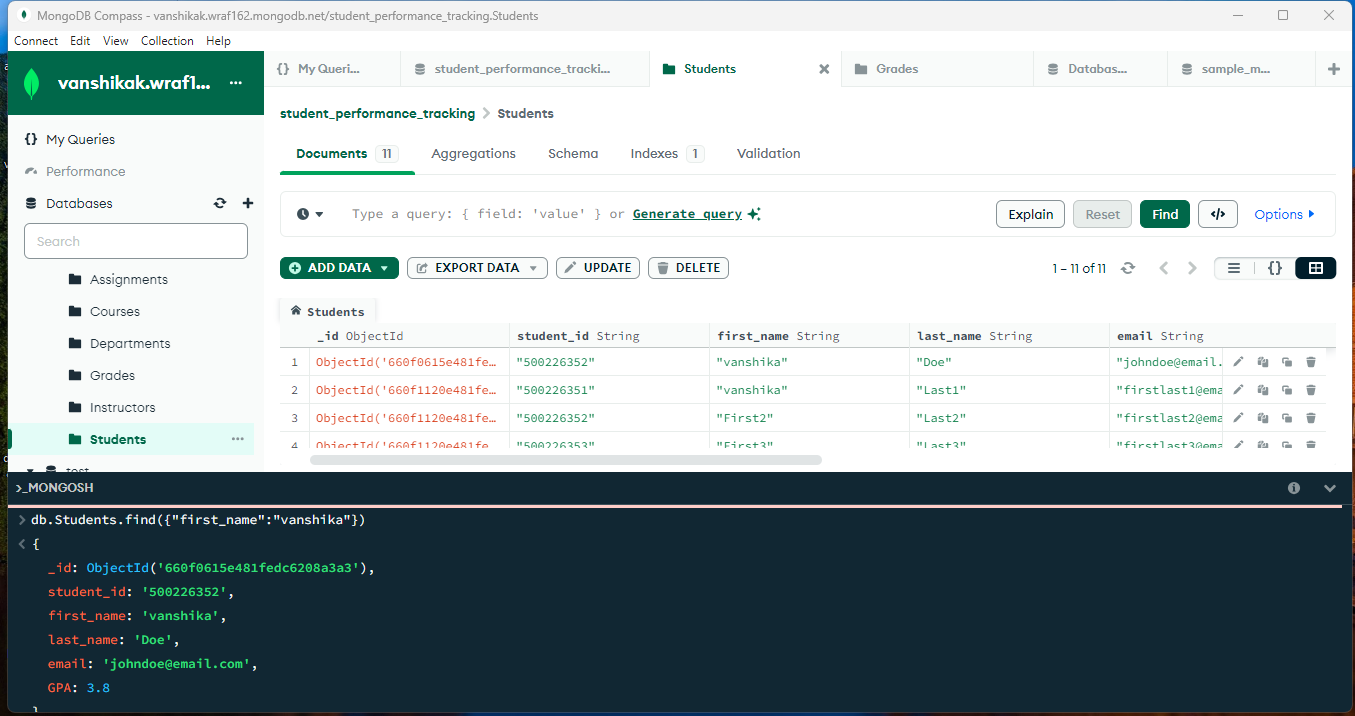 MongoDB Compass - vanshikak.wraf162.mongodb.net/student_performance_tracking.Students
Connect Edit View Collection Help
vanshikak.wraf1... ...
{} My Queri... student_performance_tracki... Students Grades Databas... sample_m... +
student_performance_tracking > Students
{} My Queries
Performance
Databases
Search
Assignments
Courses
Departments
Grades
Instructors
Students ...
test
Documents 11 Aggregations Schema Indexes 1 Validation
Type a query: { field: 'value' } or Generate query Explain Reset Find </> Options
ADD DATA EXPORT DATA UPDATE DELETE 1 – 11 of 11 {}
Students
_id ObjectId student_id String first_name String last_name String email String
1 ObjectId('660f0615e481fe... "500226352" "vanshika" "Doe" "johndoe@email.
2 ObjectId('660f1120e481fe... "500226351" "vanshika" "Last1" "firstlast1@ema
3 ObjectId('660f1120e481fe... "500226352" "First2" "Last2" "firstlast2@ema
4 ObjectId('660f1120e481fe... "500226353" "First3" "Last3" "firstlast3@ema
>_MONGOSH
> db.Students.find({"first_name":"vanshika"})
< {
_id: ObjectId('660f0615e481fedc6208a3a3'),
student_id: '500226352',
first_name: 'vanshika',
last_name: 'Doe',
email: 'johndoe@email.com',
GPA: 3.8
}